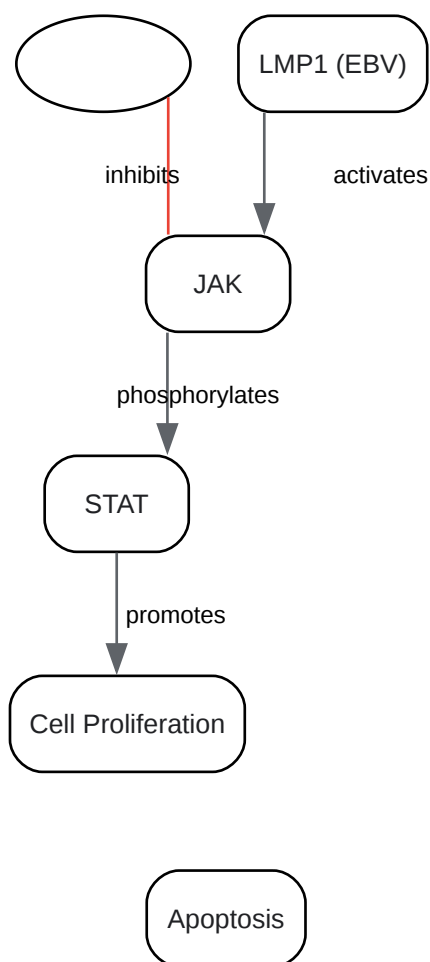 LMP1 (EBV)
inhibits
activates
JAK
phosphorylates
STAT
promotes
Cell Proliferation
Apoptosis